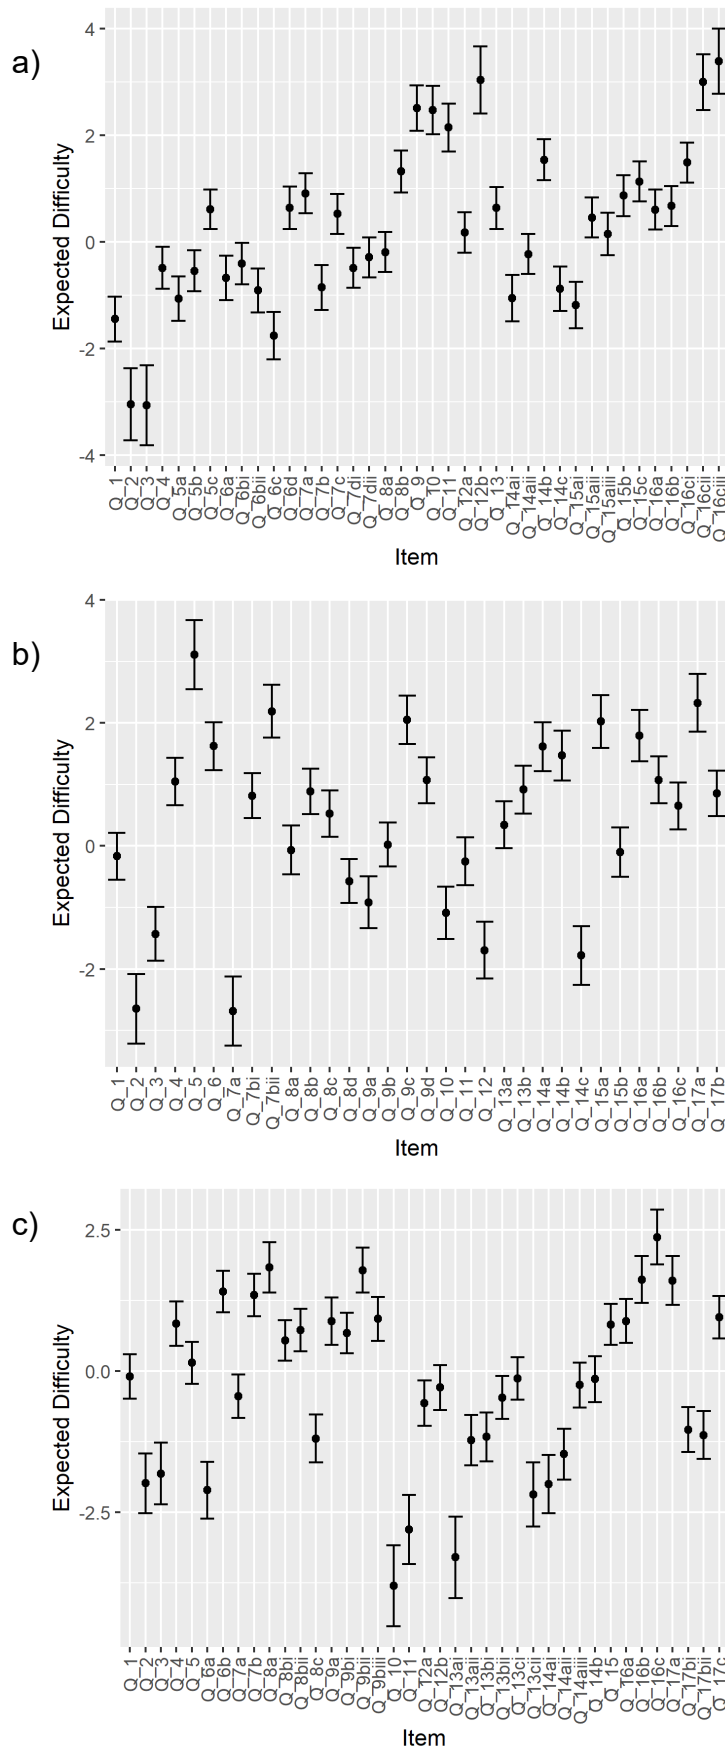 a)
4
2
0
-2
-4
Expected Difficulty
Q_1 Q_2 Q_3 Q_4 Q_5a Q_5b Q_5c Q_6a Q_6bi Q_6bii Q_6c Q_6d Q_7a Q_7b Q_7c Q_7di Q_7dii Q_8a Q_8b Q_9 Q_10 Q_11 Q_12a Q_12b Q_13 Q_14ai Q_14aii Q_14b Q_14c Q_15ai Q_15aii Q_15aiii Q_15b Q_15c Q_16a Q_16b Q_16ci Q_16cii Q_16ciii
Item
b)
4
2
0
-2
Expected Difficulty
Q_1 Q_2 Q_3 Q_4 Q_5 Q_6 Q_7a Q_7bi Q_7bii Q_8a Q_8b Q_8c Q_8d Q_9a Q_9b Q_9c Q_9d Q_10 Q_11 Q_12 Q_13a Q_13b Q_14a Q_14b Q_14c Q_15a Q_15b Q_16a Q_16b Q_16c Q_17a Q_17b
Item
c)
2.5
0.0
-2.5
Expected Difficulty
Q_1 Q_2 Q_3 Q_4 Q_5 Q_6a Q_6b Q_7a Q_7b Q_8a Q_8bi Q_8bii Q_8c Q_9a Q_9bi Q_9bii Q_9biii Q_10 Q_11 Q_12a Q_12b Q_13ai Q_13aii Q_13bi Q_13bii Q_13ci Q_13cii Q_14ai Q_14aii Q_14aiii Q_14b Q_15 Q_16a Q_16b Q_16c Q_17a Q_17bi Q_17bii Q_17c
Item